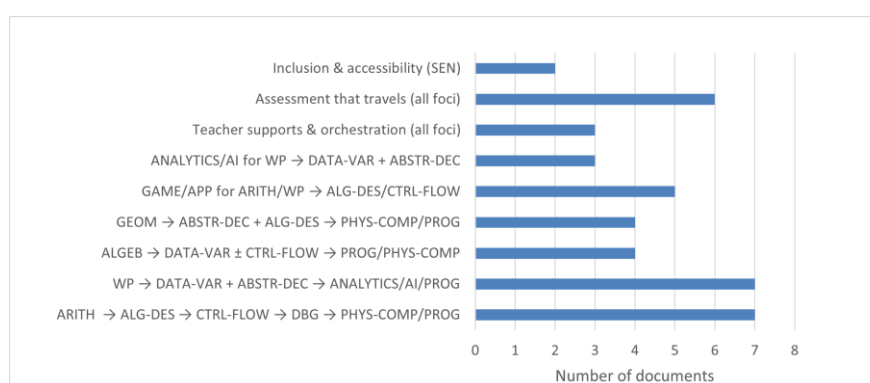 Inclusion & accessibility (SEN)
Assessment that travels (all foci)
Teacher supports & orchestration (all foci)
ANALYTICS/AI for WP → DATA-VAR + ABSTR-DEC
GAME/APP for ARITH/WP → ALG-DES/CTRL-FLOW
GEOM → ABSTR-DEC + ALG-DES → PHYS-COMP/PROG
ALGEB → DATA-VAR ± CTRL-FLOW → PROG/PHYS-COMP
WP → DATA-VAR + ABSTR-DEC → ANALYTICS/AI/PROG
ARITH → ALG-DES → CTRL-FLOW → DBG → PHYS-COMP/PROG
0 1 2 3 4 5 6 7 8
Number of documents